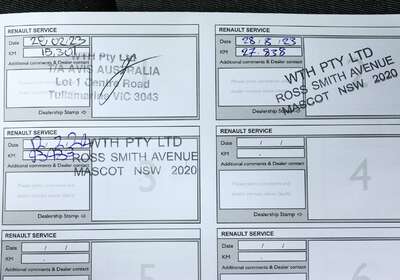 RENAULT SERVICE
Date 28.02.23
KM 15,301
Additional comments & Dealer contact
WTH Pty Ltd
T/A AVIS AUSTRALIA
Lot 1 Centre Road
Tullamarine VIC 3043
Dealership Stamp
RENAULT SERVICE
Date 28.8.23
KM 47.838
Additional comments & Dealer contact
WTH PTY LTD
ROSS SMITH AVENUE
MASCOT NSW 2020
Dealership Stamp
RENAULT SERVICE
Date
KM
Additional comments & Dealer contact
WTH PTY LTD
ROSS SMITH AVENUE
MASCOT NSW 2020
3
Dealership Stamp
RENAULT SERVICE
Date / /
KM .
Additional comments & Dealer contact
4
Dealership Stamp
RENAULT SERVICE
Date / /
KM .
Additional comments & Dealer contact
5
RENAULT SERVICE
Date / /
KM .
Additional comments & Dealer contact
6